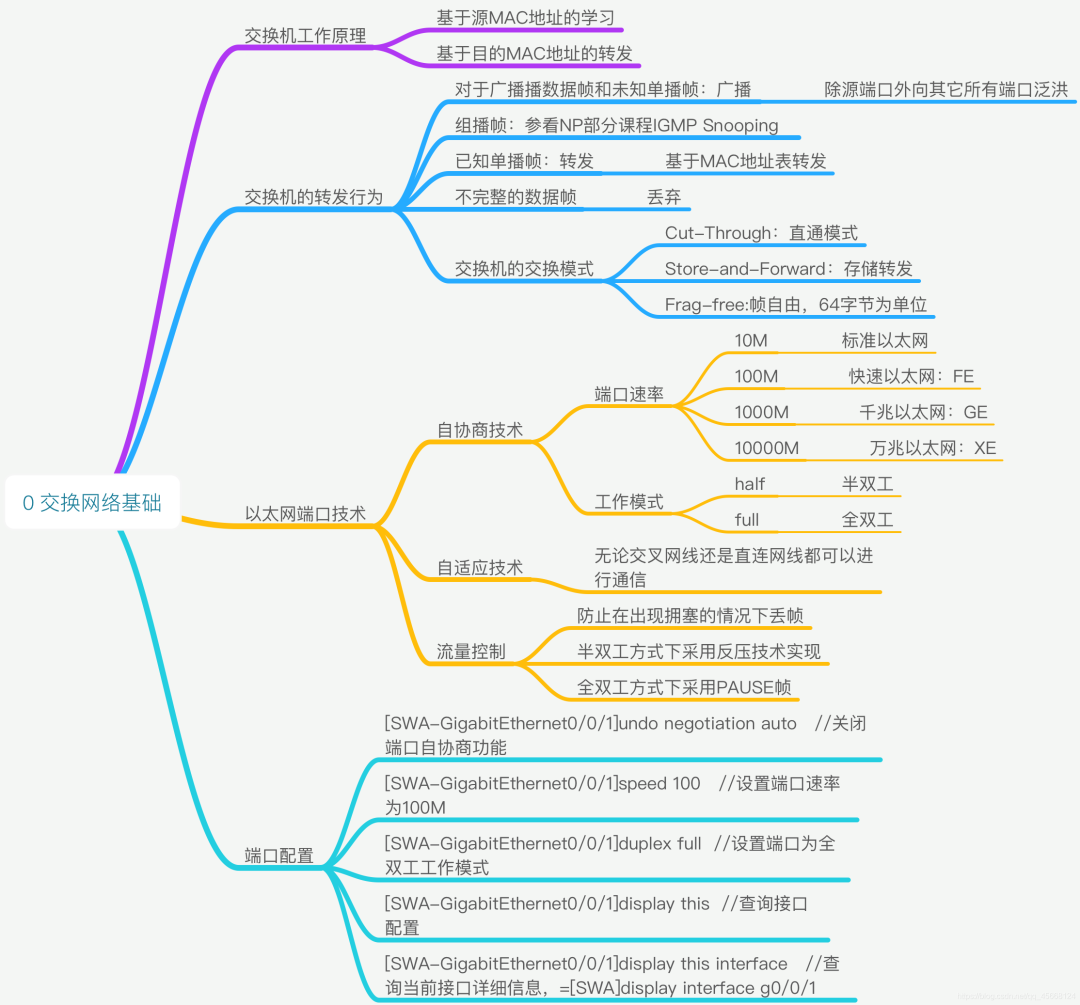 交换机工作原理
基于源MAC地址的学习
基于目的MAC地址的转发
交换机的转发行为
对于广播播数据帧和未知单播帧：广播
除源端口外向其它所有端口泛洪
组播帧：参看NP部分课程IGMP Snooping
已知单播帧：转发
基于MAC地址表转发
不完整的数据帧
丢弃
交换机的交换模式
Cut-Through：直通模式
Store-and-Forward：存储转发
Frag-free:帧自由，64字节为单位
0 交换网络基础
以太网端口技术
自协商技术
端口速率
10M
标准以太网
100M
快速以太网：FE
1000M
千兆以太网：GE
10000M
万兆以太网：XE
工作模式
half
半双工
full
全双工
自适应技术
无论交叉网线还是直连网线都可以进
行通信
流量控制
防止在出现拥塞的情况下丢帧
半双工方式下采用反压技术实现
全双工方式下采用PAUSE帧
端口配置
[SWA-GigabitEthernet0/0/1]undo negotiation auto //关闭
端口自协商功能
[SWA-GigabitEthernet0/0/1]speed 100 //设置端口速率
为100M
[SWA-GigabitEthernet0/0/1]duplex full //设置端口为全
双工工作模式
[SWA-GigabitEthernet0/0/1]display this //查询接口
配置
[SWA-GigabitEthernet0/0/1]display this interface //查
询当前接口详细信息，=[SWA]display interface g0/0/1